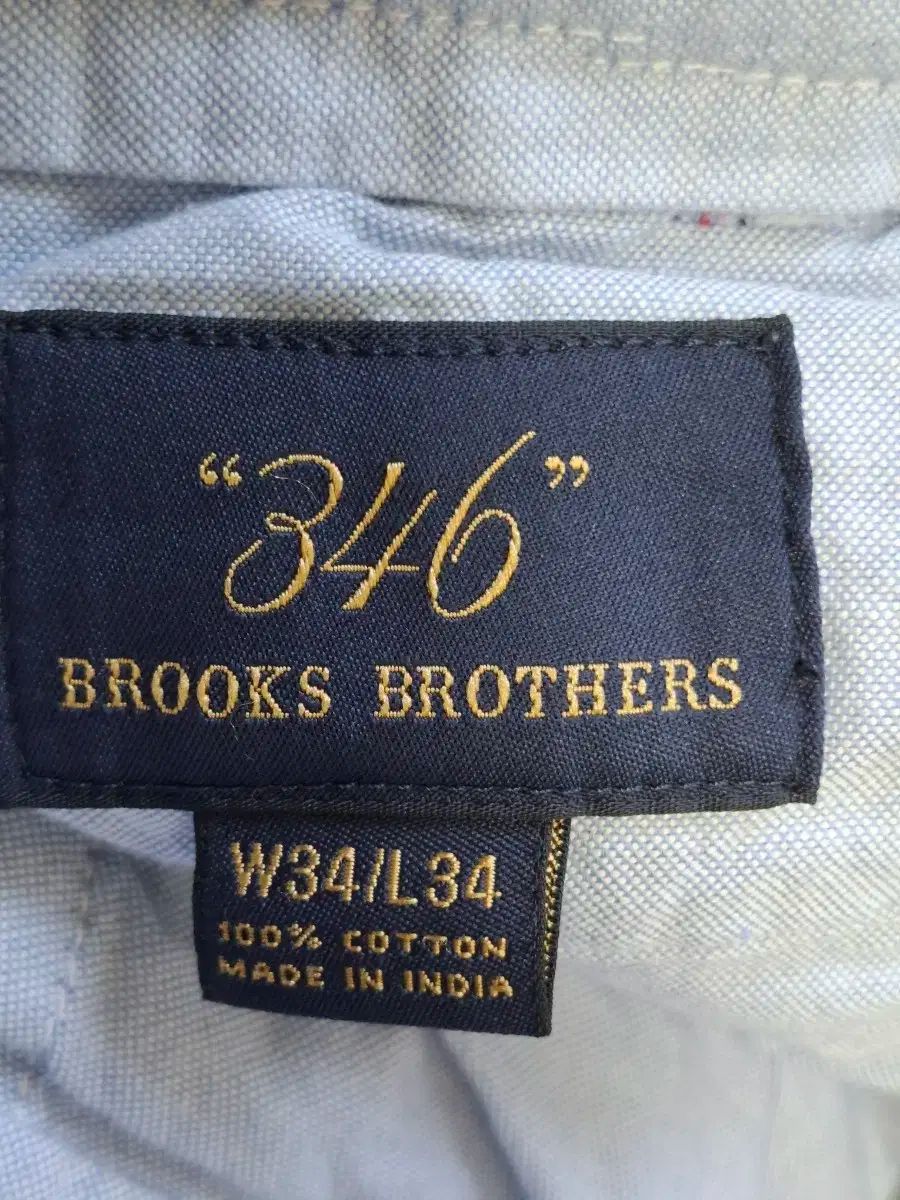 “346”
BROOKS BROTHERS
W34/L34
100% COTTON
MADE IN INDIA